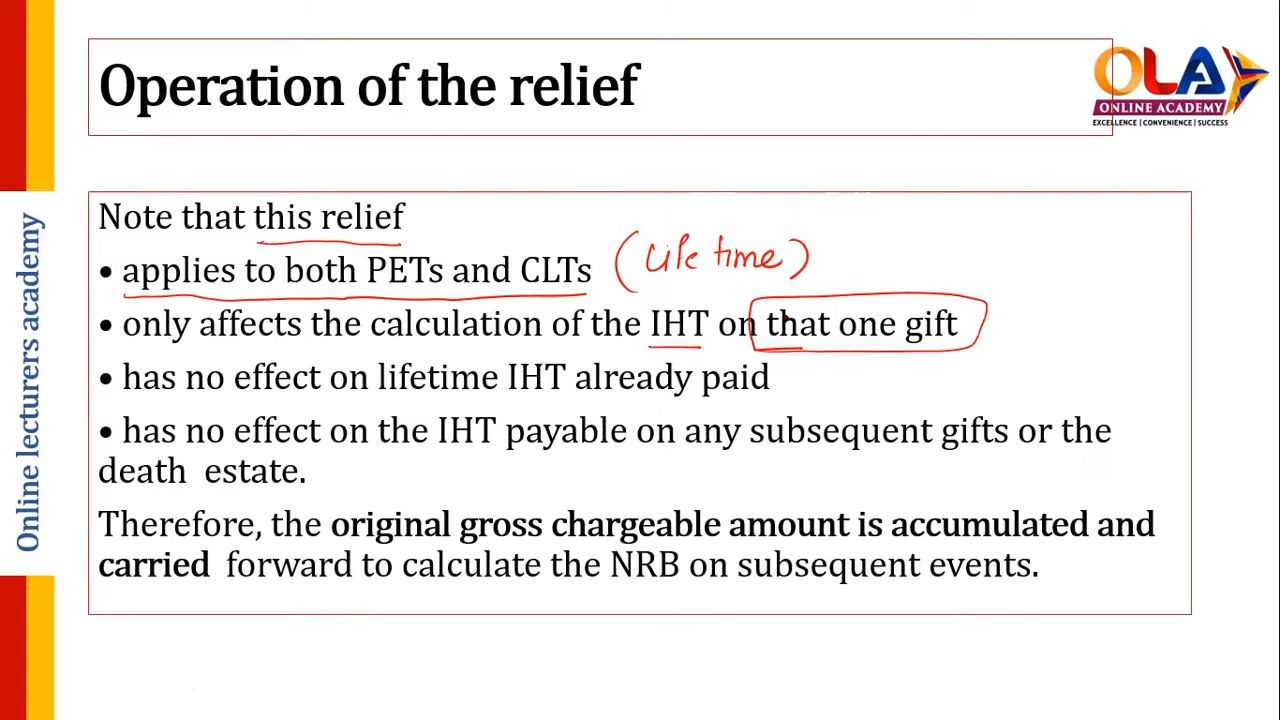 Operation of the relief
OLA
ONLINE ACADEMY
EXCELLENCE | CONVENIENCE | SUCCESS
Online lecturers academy
Note that this relief
• applies to both PETs and CLTs (Life time)
• only affects the calculation of the IHT on that one gift
• has no effect on lifetime IHT already paid
• has no effect on the IHT payable on any subsequent gifts or the
death estate.
Therefore, the original gross chargeable amount is accumulated and
carried forward to calculate the NRB on subsequent events.